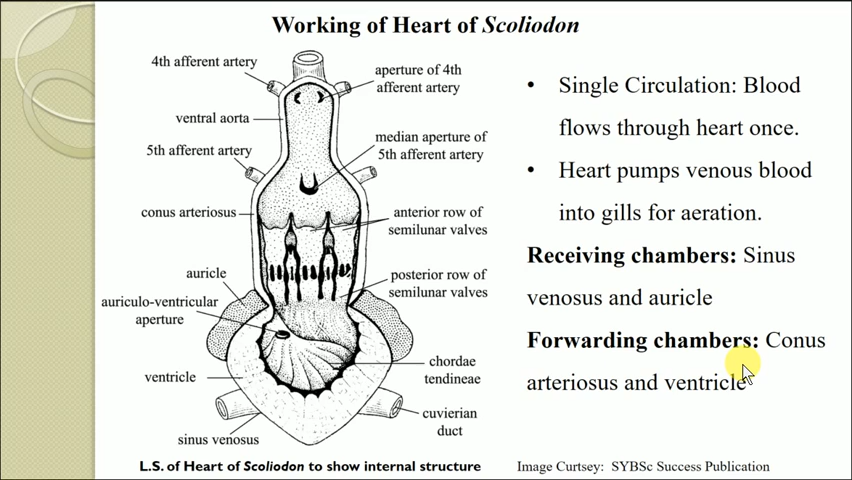 Working of Heart of Scoliodon
4th afferent artery
aperture of 4th
afferent artery
ventral aorta
5th afferent artery
median aperture of
5th afferent artery
conus arteriosus
anterior row of
semilunar valves
auricle
posterior row of
semilunar valves
auriculo-ventricular
aperture
chordae
tendineae
ventricle
cuvierian
duct
sinus venosus
L.S. of Heart of Scoliodon to show internal structure
• Single Circulation: Blood
flows through heart once.
• Heart pumps venous blood
into gills for aeration.
Receiving chambers: Sinus
venosus and auricle
Forwarding chambers: Conus
arteriosus and ventricle
Image Curtsey: SYBSc Success Publication